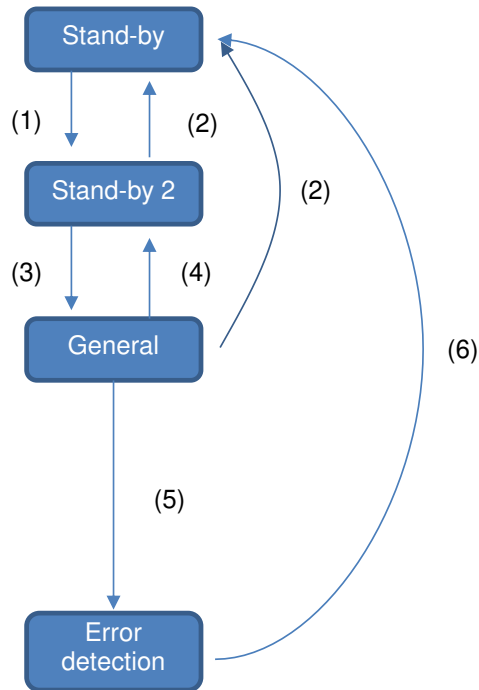 Stand-by
(1)
(2)
Stand-by 2
(2)
(3)
(4)
General
(6)
(5)
Error
detection